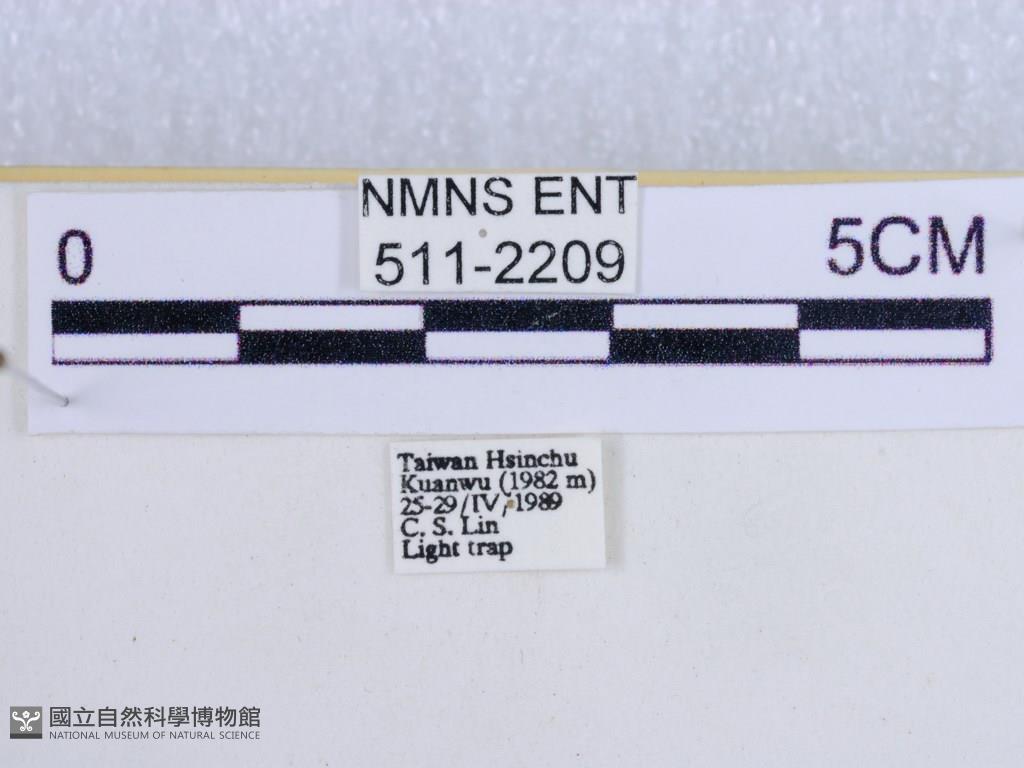 NMNS ENT
511-2209
0
5CM
Taiwan Hsinchu
Kuanwu (1982 m)
25-29/IV/1989
C. S. Lin
Light trap
國立自然科學博物館
NATIONAL MUSEUM OF NATURAL SCIENCE